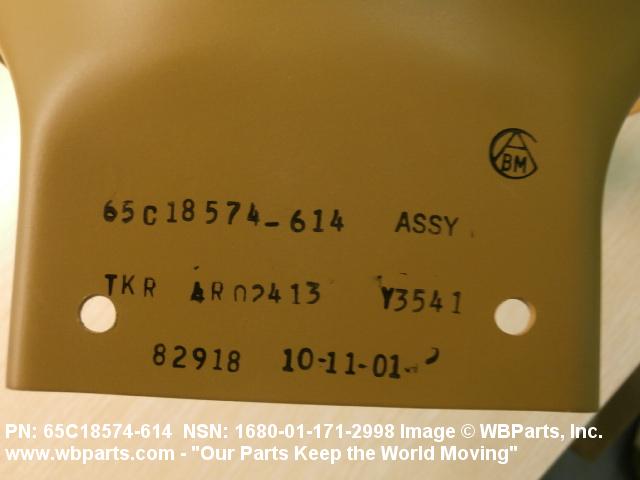 ABM
65C18574-614 ASSY
TKR 4R02413 Y3541
82918 10-11-01
PN: 65C18574-614 NSN: 1680-01-171-2998 Image © WBParts, Inc.
www.wbparts.com - "Our Parts Keep the World Moving"